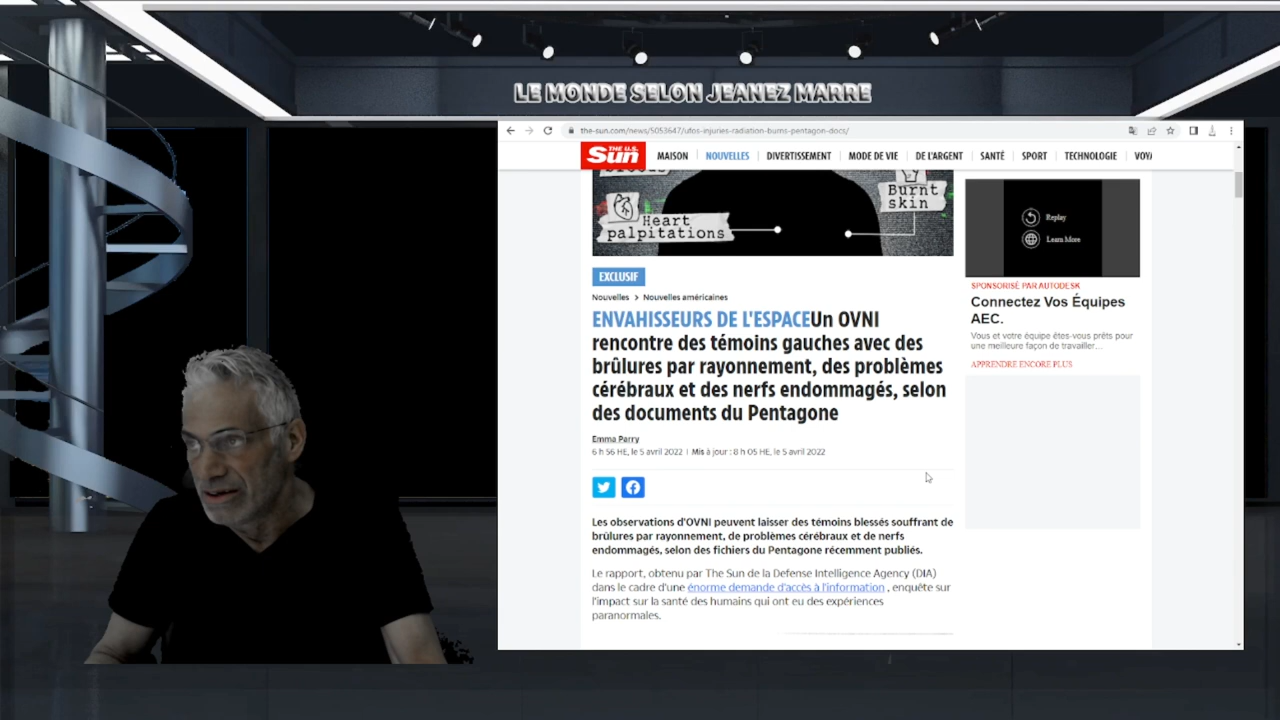 LE MONDE SELON JEANEZ MARRE
the-sun.com/news/5053647/ufos-injuries-radiation-burns-pentagon-docs/
THE U.S. Sun
MAISON
NOUVELLES
DIVERTISSEMENT
MODE DE VIE
DE L'ARGENT
SANTÉ
SPORT
TECHNOLOGIE
VOYA
Heart
palpitations
Burnt
skin
EXCLUSIF
Nouvelles > Nouvelles américaines
ENVAHISSEURS DE L'ESPACEUn OVNI
rencontre des témoins gauches avec des
brûlures par rayonnement, des problèmes
cérébraux et des nerfs endommagés, selon
des documents du Pentagone
Emma Parry
6 h 56 HE, le 5 avril 2022 | Mis à jour : 8 h 05 HE, le 5 avril 2022
Les observations d'OVNI peuvent laisser des témoins blessés souffrant de
brûlures par rayonnement, de problèmes cérébraux et de nerfs
endommagés, selon des fichiers du Pentagone récemment publiés.
Le rapport, obtenu par The Sun de la Defense Intelligence Agency (DIA)
dans le cadre d'une énorme demande d'accès à l'information , enquête sur
l'impact sur la santé des humains qui ont eu des expériences
paranormales.
Replay
Learn More
SPONSORISÉ PAR AUTODESK
Connectez Vos Équipes
AEC.
Vous et votre équipe êtes-vous prêts pour
une meilleure façon de travailler…
APPRENDRE ENCORE PLUS